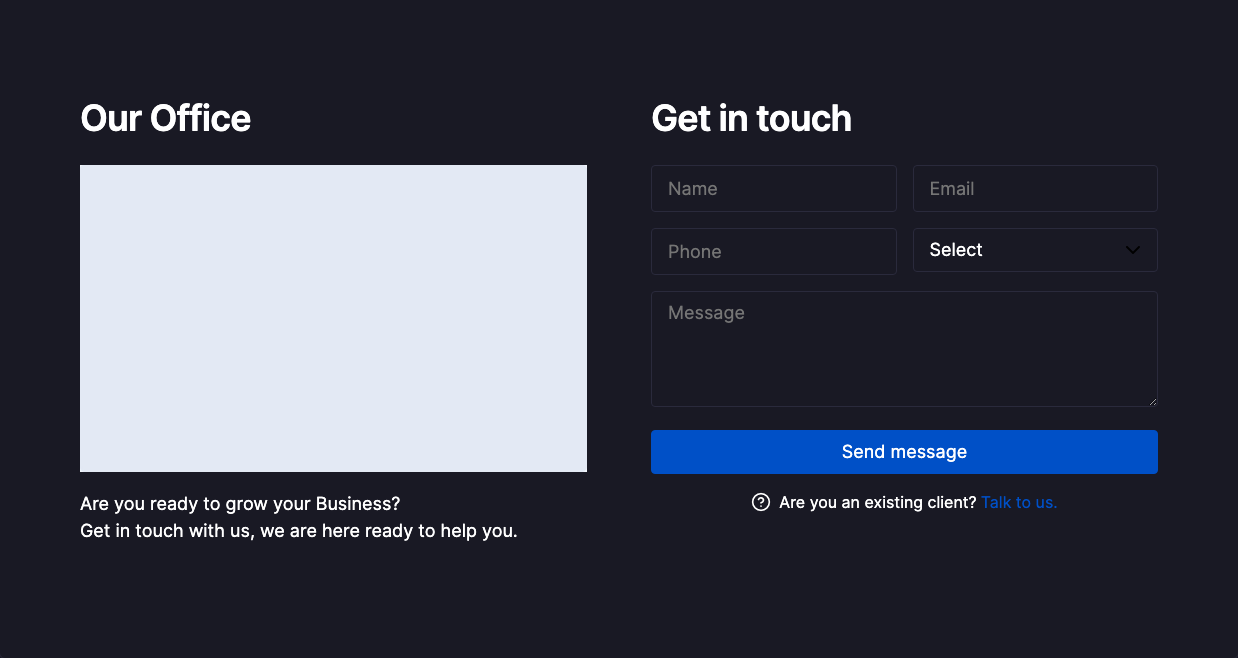 Our Office
Are you ready to grow your Business?
Get in touch with us, we are here ready to help you.
Get in touch
Name
Email
Phone
Select
Message
Send message
Are you an existing client? Talk to us.